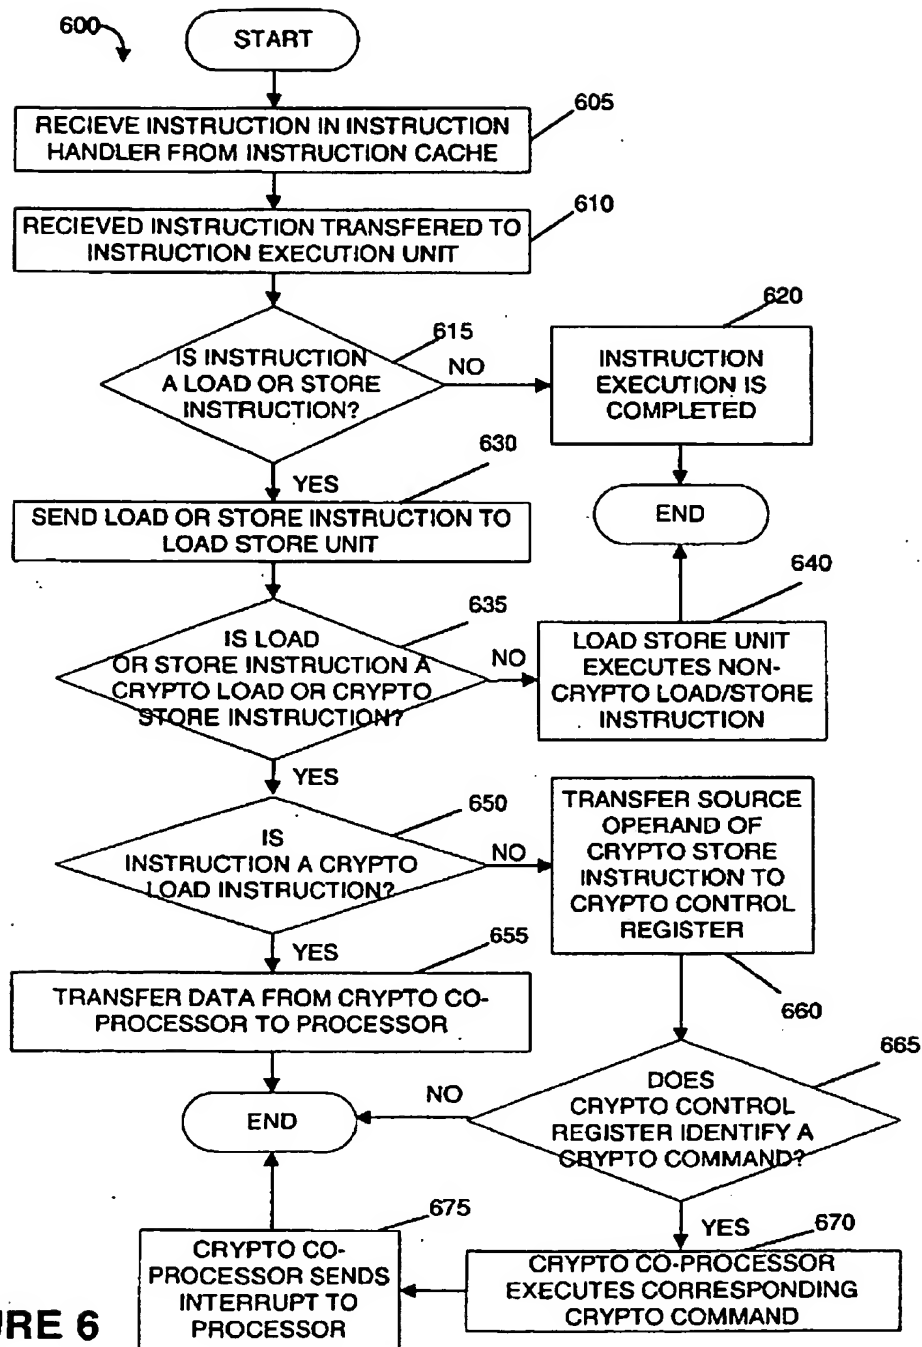 600
START
605
RECIEVE INSTRUCTION IN INSTRUCTION
HANDLER FROM INSTRUCTION CACHE
610
RECIEVED INSTRUCTION TRANSFERED TO
INSTRUCTION EXECUTION UNIT
615
IS INSTRUCTION
A LOAD OR STORE
INSTRUCTION?
NO
620
INSTRUCTION
EXECUTION IS
COMPLETED
YES
630
END
SEND LOAD OR STORE INSTRUCTION TO
LOAD STORE UNIT
635
IS LOAD
OR STORE INSTRUCTION A
CRYPTO LOAD OR CRYPTO
STORE INSTRUCTION?
NO
640
LOAD STORE UNIT
EXECUTES NON-
CRYPTO LOAD/STORE
INSTRUCTION
YES
650
IS
INSTRUCTION A CRYPTO
LOAD INSTRUCTION?
NO
TRANSFER SOURCE
OPERAND OF
CRYPTO STORE
INSTRUCTION TO
CRYPTO CONTROL
REGISTER
660
YES
655
TRANSFER DATA FROM CRYPTO CO-
PROCESSOR TO PROCESSOR
665
DOES
CRYPTO CONTROL
REGISTER IDENTIFY A
CRYPTO COMMAND?
NO
END
YES
670
CRYPTO CO-PROCESSOR
EXECUTES CORRESPONDING
CRYPTO COMMAND
675
CRYPTO CO-
PROCESSOR SENDS
INTERRUPT TO
PROCESSOR
URE 6